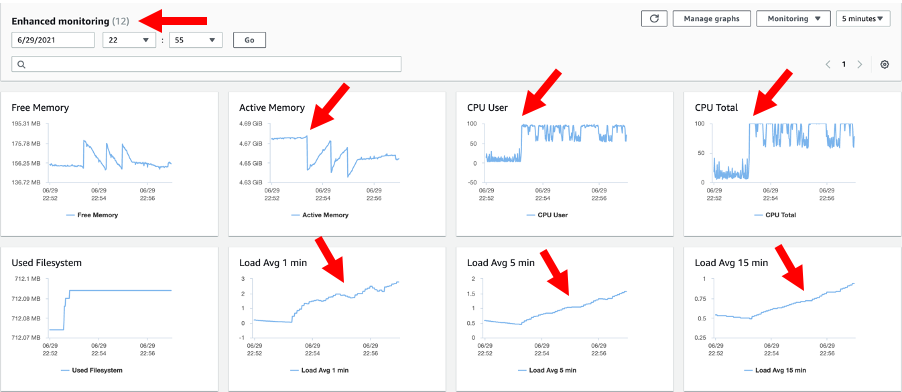 Enhanced monitoring (12)
Manage graphs
Monitoring
5 minutes
6/29/2021
22
:
55
Go
1
Free Memory
195.31 MB
175.78 MB
156.25 MB
136.72 MB
06/29
22:52
06/29
22:54
06/29
22:56
Free Memory
Active Memory
4.69 GiB
4.67 GiB
4.65 GiB
4.63 GiB
06/29
22:52
06/29
22:54
06/29
22:56
Active Memory
CPU User
100
50
0
-50
06/29
22:52
06/29
22:54
06/29
22:56
CPU User
CPU Total
100
50
0
06/29
22:52
06/29
22:54
06/29
22:56
CPU Total
Used Filesystem
712.1 MB
712.09 MB
712.08 MB
712.07 MB
06/29
22:52
06/29
22:54
06/29
22:56
Used Filesystem
Load Avg 1 min
3
2
1
0
-1
06/29
22:52
06/29
22:54
06/29
22:56
Load Avg 1 min
Load Avg 5 min
2
1.5
1
0.5
0
06/29
22:52
06/29
22:54
06/29
22:56
Load Avg 5 min
Load Avg 15 min
1
0.75
0.5
0.25
06/29
22:52
06/29
22:54
06/29
22:56
Load Avg 15 min